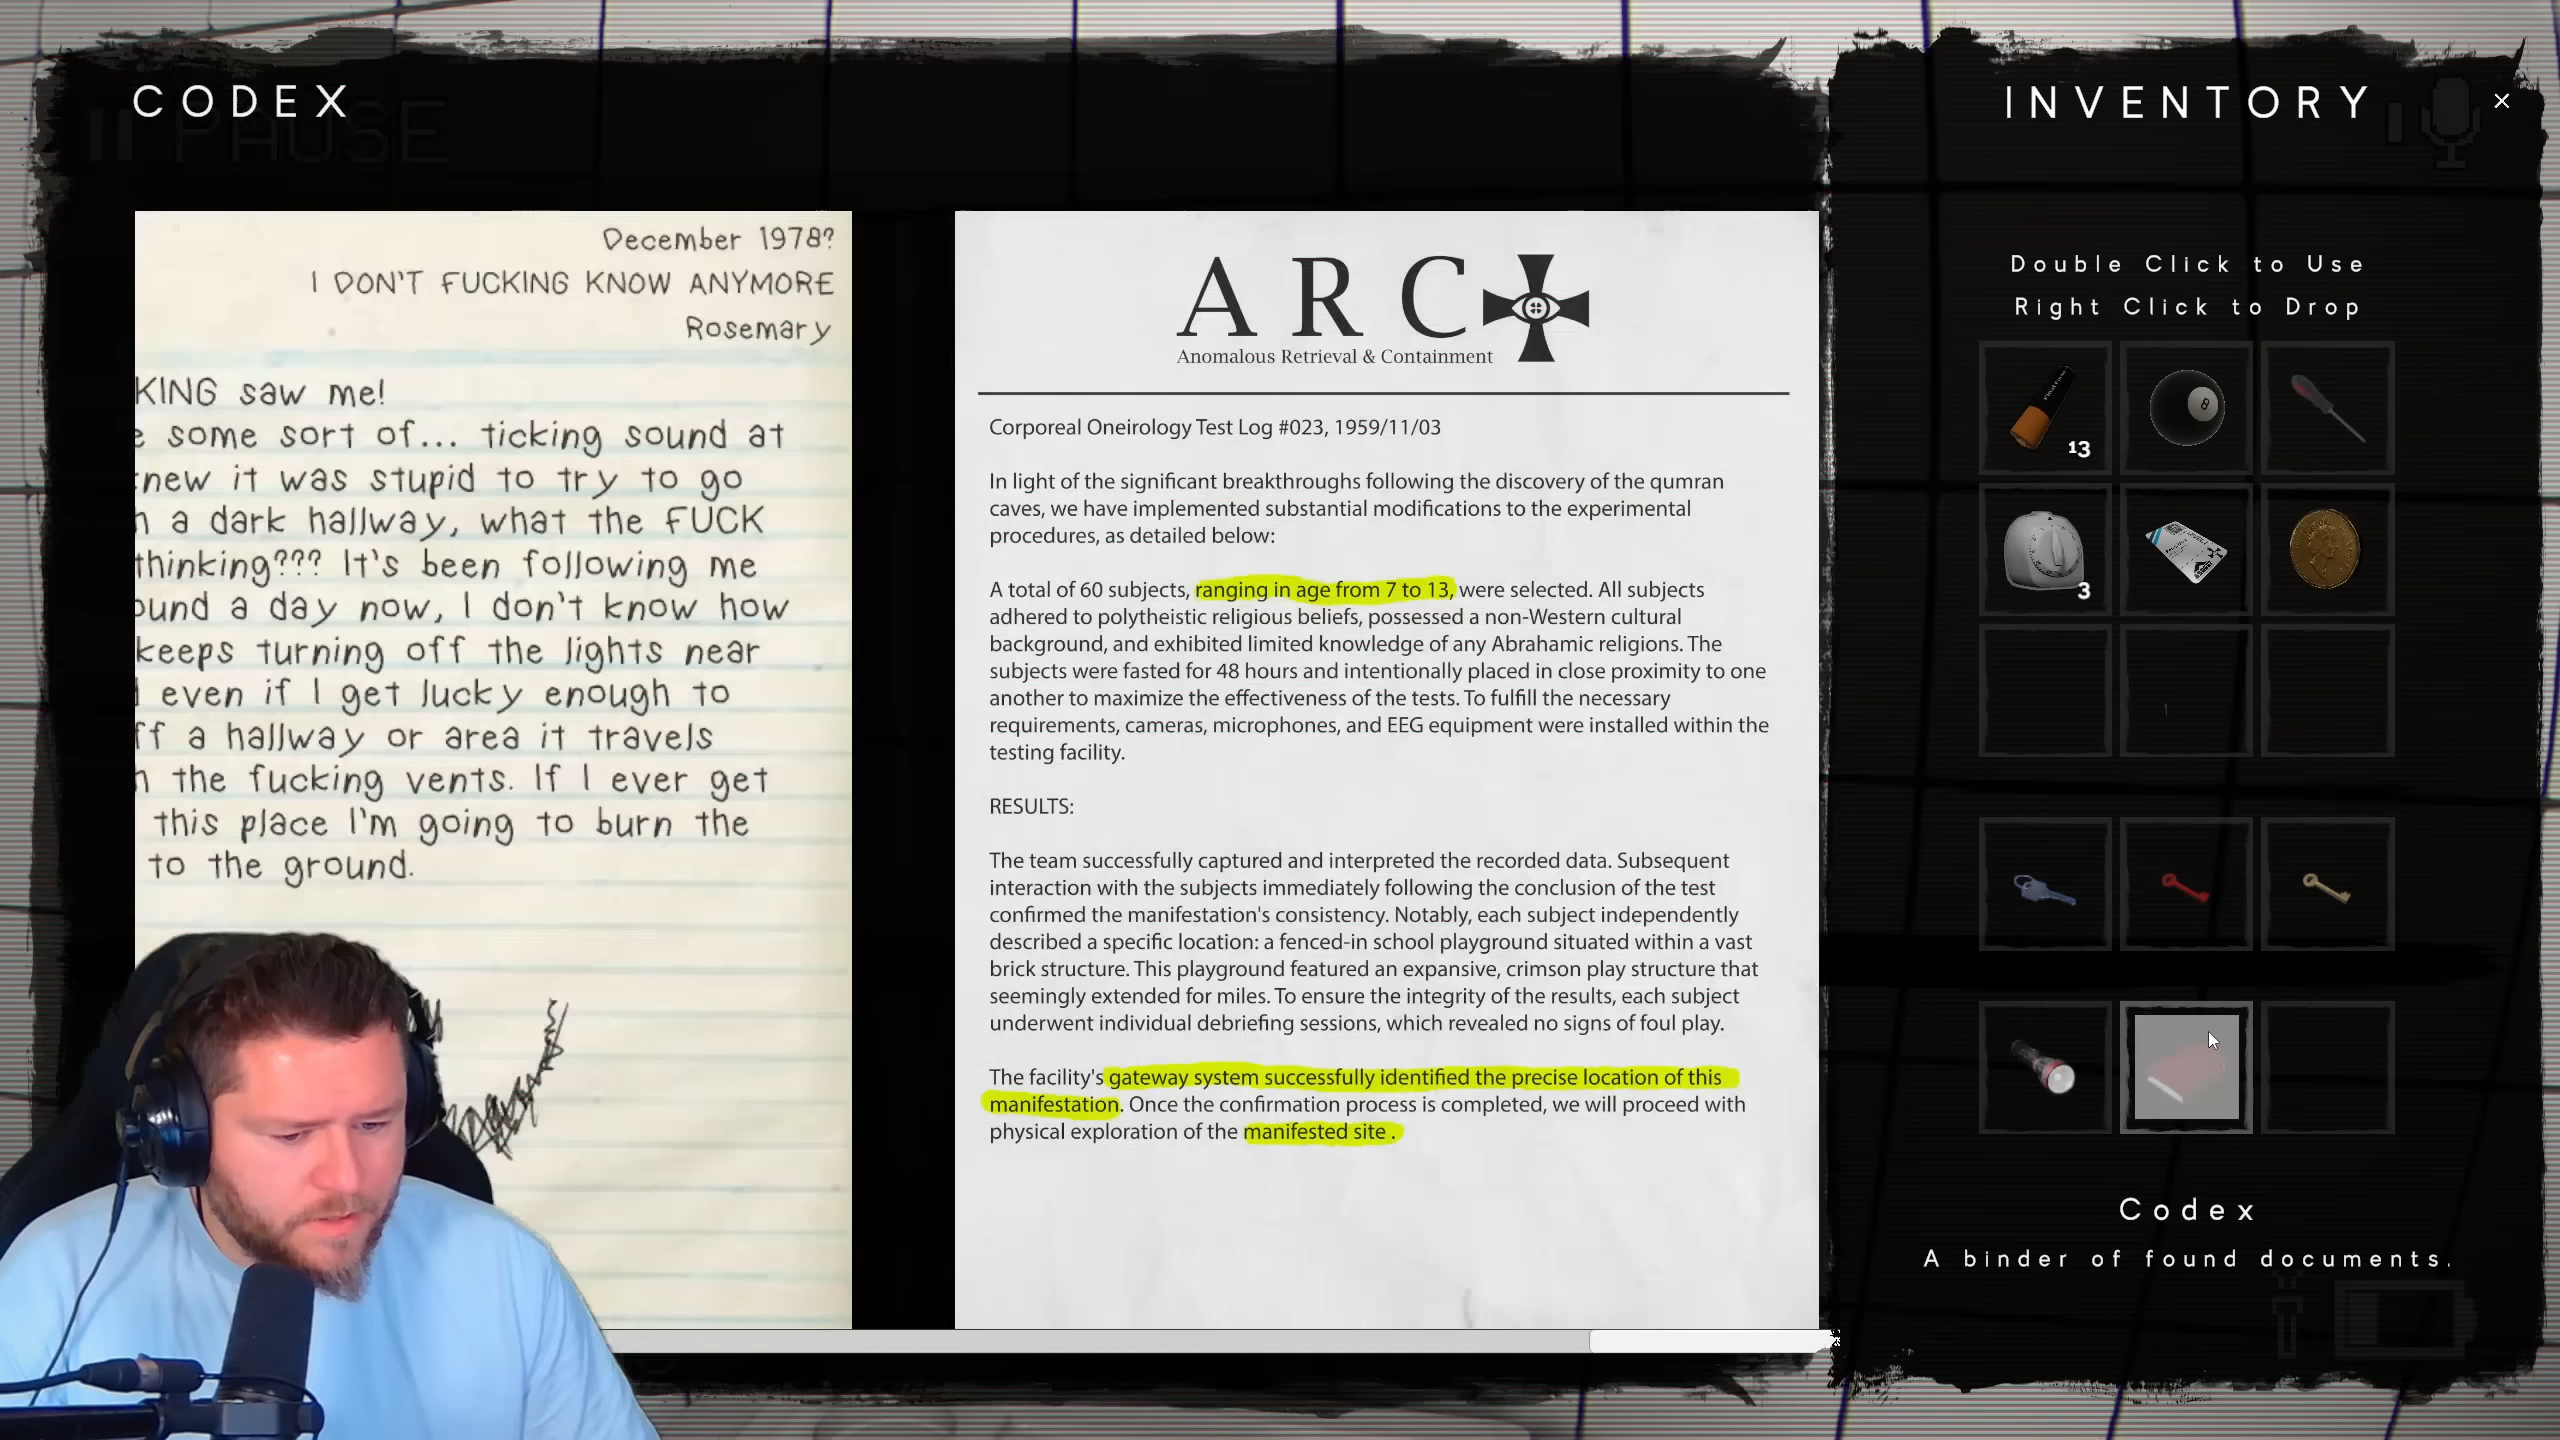 CODEX
PAUSE
December 1978?
I DON'T FUCKING KNOW ANYMORE
Rosemary
KING saw me!
some sort of... ticking sound at
new it was stupid to try to go
a dark hallway, what the FUCK
thinking??? It's been following me
ound a day now, I don't know how
keeps turning off the lights near
even if I get lucky enough to
ff a hallway or area it travels
the fucking vents. If I ever get
this place I'm going to burn the
to the ground.
ARC
Anomalous Retrieval & Containment
Corporeal Oneirology Test Log #023, 1959/11/03
In light of the significant breakthroughs following the discovery of the qumran
caves, we have implemented substantial modifications to the experimental
procedures, as detailed below:
A total of 60 subjects, ranging in age from 7 to 13, were selected. All subjects
adhered to polytheistic religious beliefs, possessed a non-Western cultural
background, and exhibited limited knowledge of any Abrahamic religions. The
subjects were fasted for 48 hours and intentionally placed in close proximity to one
another to maximize the effectiveness of the tests. To fulfill the necessary
requirements, cameras, microphones, and EEG equipment were installed within the
testing facility.
RESULTS:
The team successfully captured and interpreted the recorded data. Subsequent
interaction with the subjects immediately following the conclusion of the test
confirmed the manifestation's consistency. Notably, each subject independently
described a specific location: a fenced-in school playground situated within a vast
brick structure. This playground featured an expansive, crimson play structure that
seemingly extended for miles. To ensure the integrity of the results, each subject
underwent individual debriefing sessions, which revealed no signs of foul play.
The facility's gateway system successfully identified the precise location of this
manifestation. Once the confirmation process is completed, we will proceed with
physical exploration of the manifested site .
INVENTORY
Double Click to Use
Right Click to Drop
13
8
3
Codex
A binder of found documents.